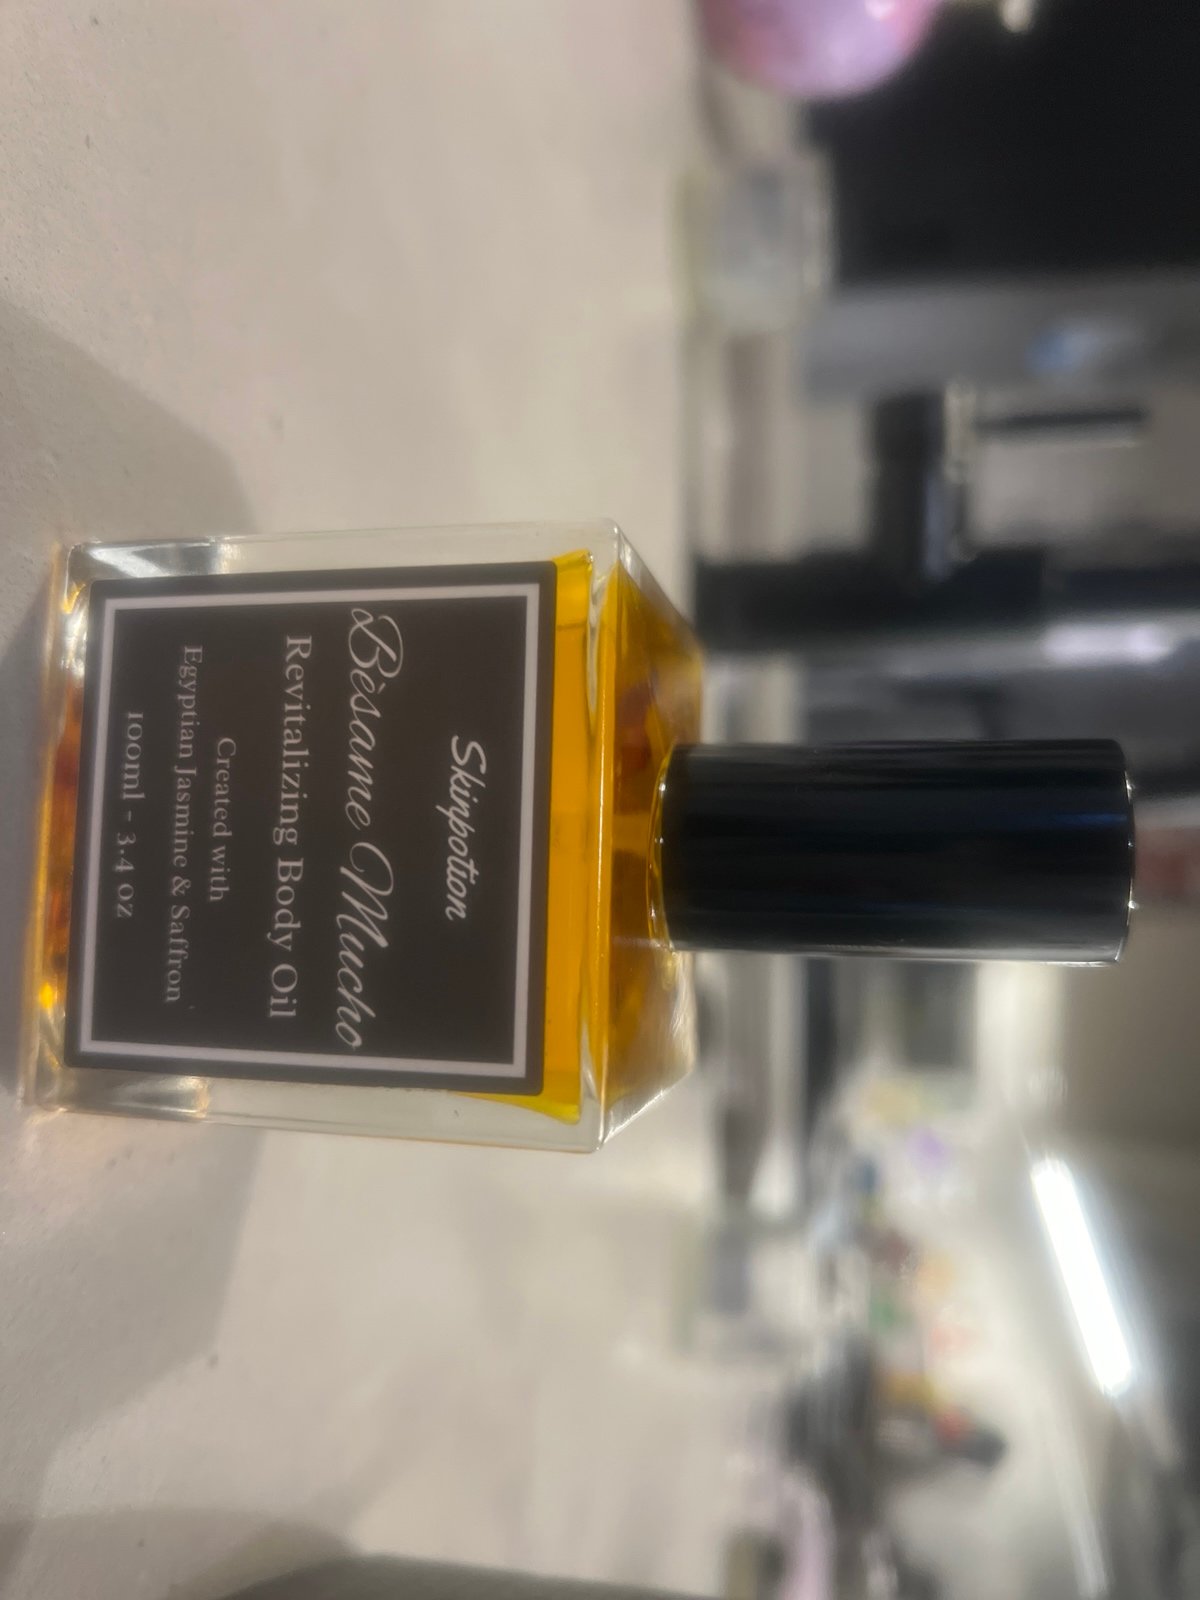 Skinpotion
Bèsame Mucho
Revitalizing Body Oil
Created with
Egyptian Jasmine & Saffron
100ml - 3.4 oz